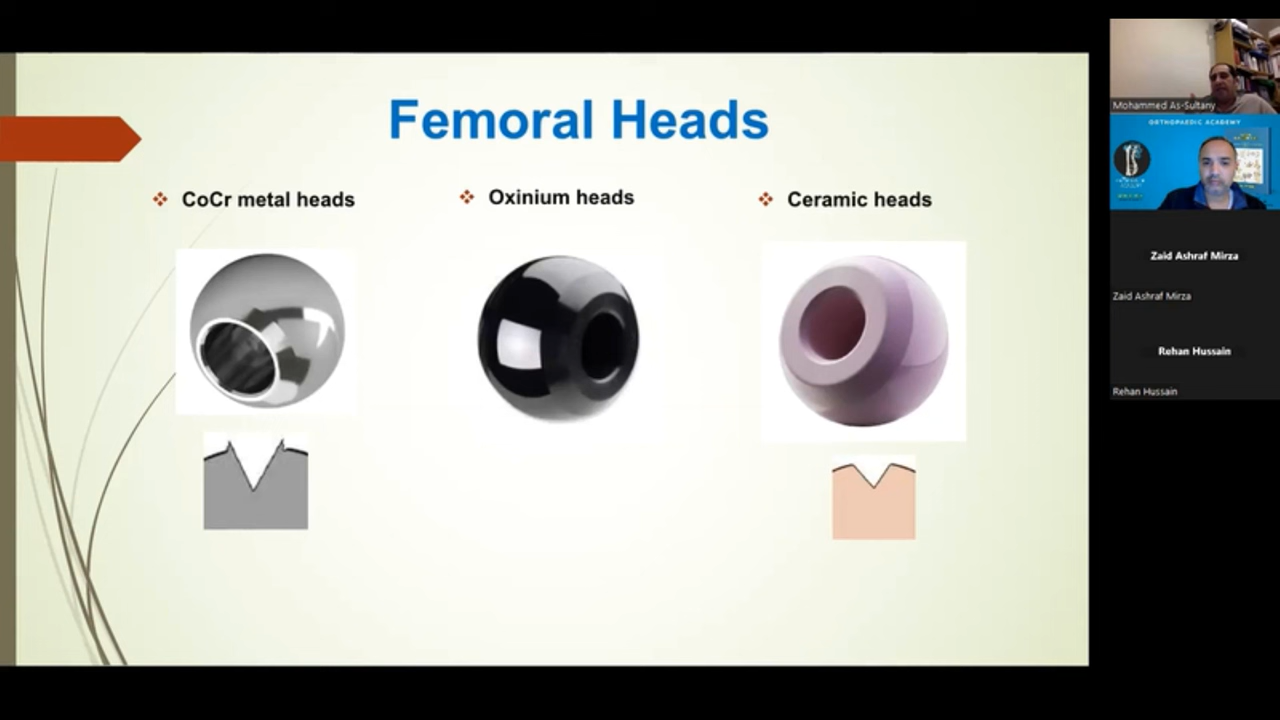 Femoral Heads
CoCr metal heads
Oxinium heads
Ceramic heads
Mohammed As-Sultany
ORTHOPAEDIC ACADEMY
Zaid Ashraf Mirza
Zaid Ashraf Mirza
Rehan Hussain
Rehan Hussain